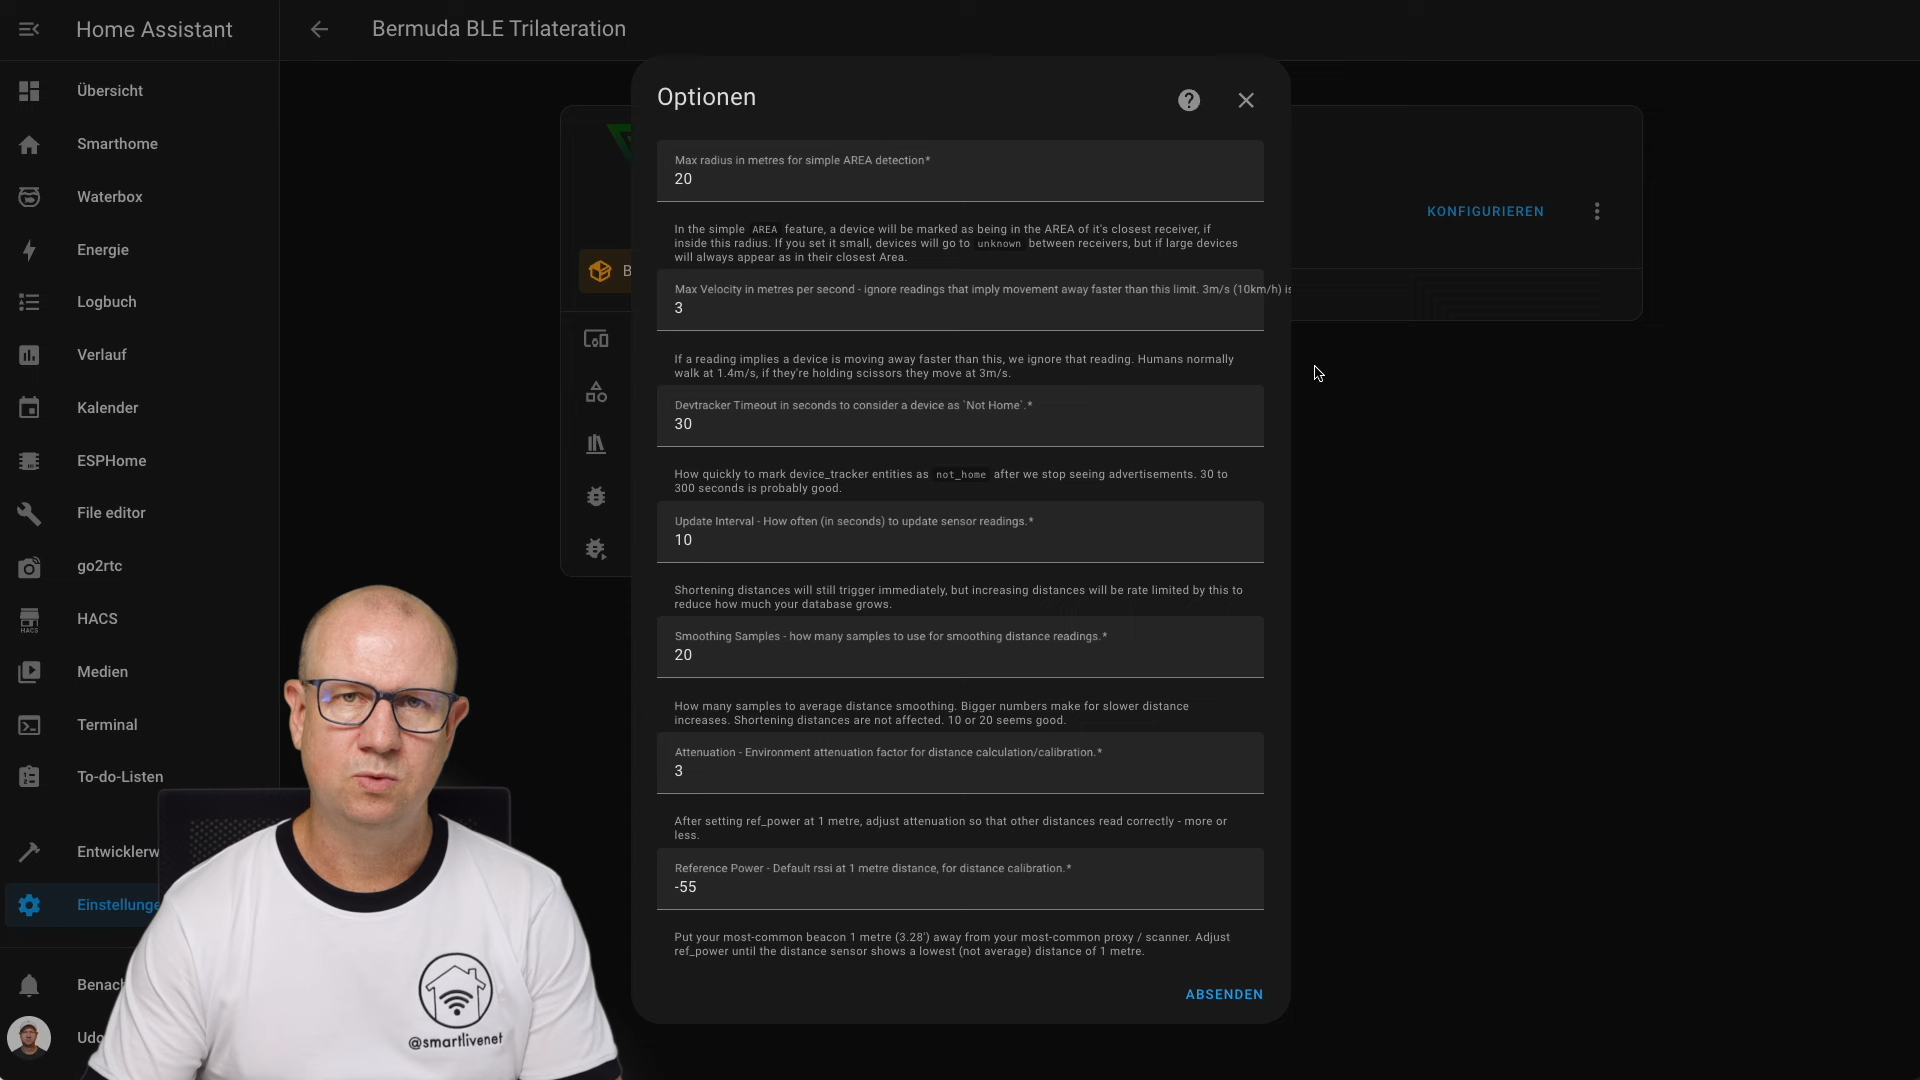 Home Assistant
Bermuda BLE Trilateration
Übersicht
Smarthome
Waterbox
Energie
Logbuch
Verlauf
Kalender
ESPHome
File editor
go2rtc
HACS
HACS
Medien
Terminal
To-do-Listen
Entwicklerw
Einstellunge
Benach
Udo
Optionen
Max radius in metres for simple AREA detection*
20
In the simple AREA feature, a device will be marked as being in the AREA of it's closest receiver, if
inside this radius. If you set it small, devices will go to unknown between receivers, but if large devices
will always appear as in their closest Area.
Max Velocity in metres per second - ignore readings that imply movement away faster than this limit. 3m/s (10km/h) is
3
If a reading implies a device is moving away faster than this, we ignore that reading. Humans normally
walk at 1.4m/s, if they're holding scissors they move at 3m/s.
Devtracker Timeout in seconds to consider a device as `Not Home`.*
30
How quickly to mark device_tracker entities as not_home after we stop seeing advertisements. 30 to
300 seconds is probably good.
Update Interval - How often (in seconds) to update sensor readings.*
10
Shortening distances will still trigger immediately, but increasing distances will be rate limited by this to
reduce how much your database grows.
Smoothing Samples - how many samples to use for smoothing distance readings.*
20
How many samples to average distance smoothing. Bigger numbers make for slower distance
increases. Shortening distances are not affected. 10 or 20 seems good.
Attenuation - Environment attenuation factor for distance calculation/calibration.*
3
After setting ref_power at 1 metre, adjust attenuation so that other distances read correctly - more or
less.
Reference Power - Default rssi at 1 metre distance, for distance calibration.*
-55
Put your most-common beacon 1 metre (3.28') away from your most-common proxy / scanner. Adjust
ref_power until the distance sensor shows a lowest (not average) distance of 1 metre.
ABSENDEN
KONFIGURIEREN
B
@smartlivenet